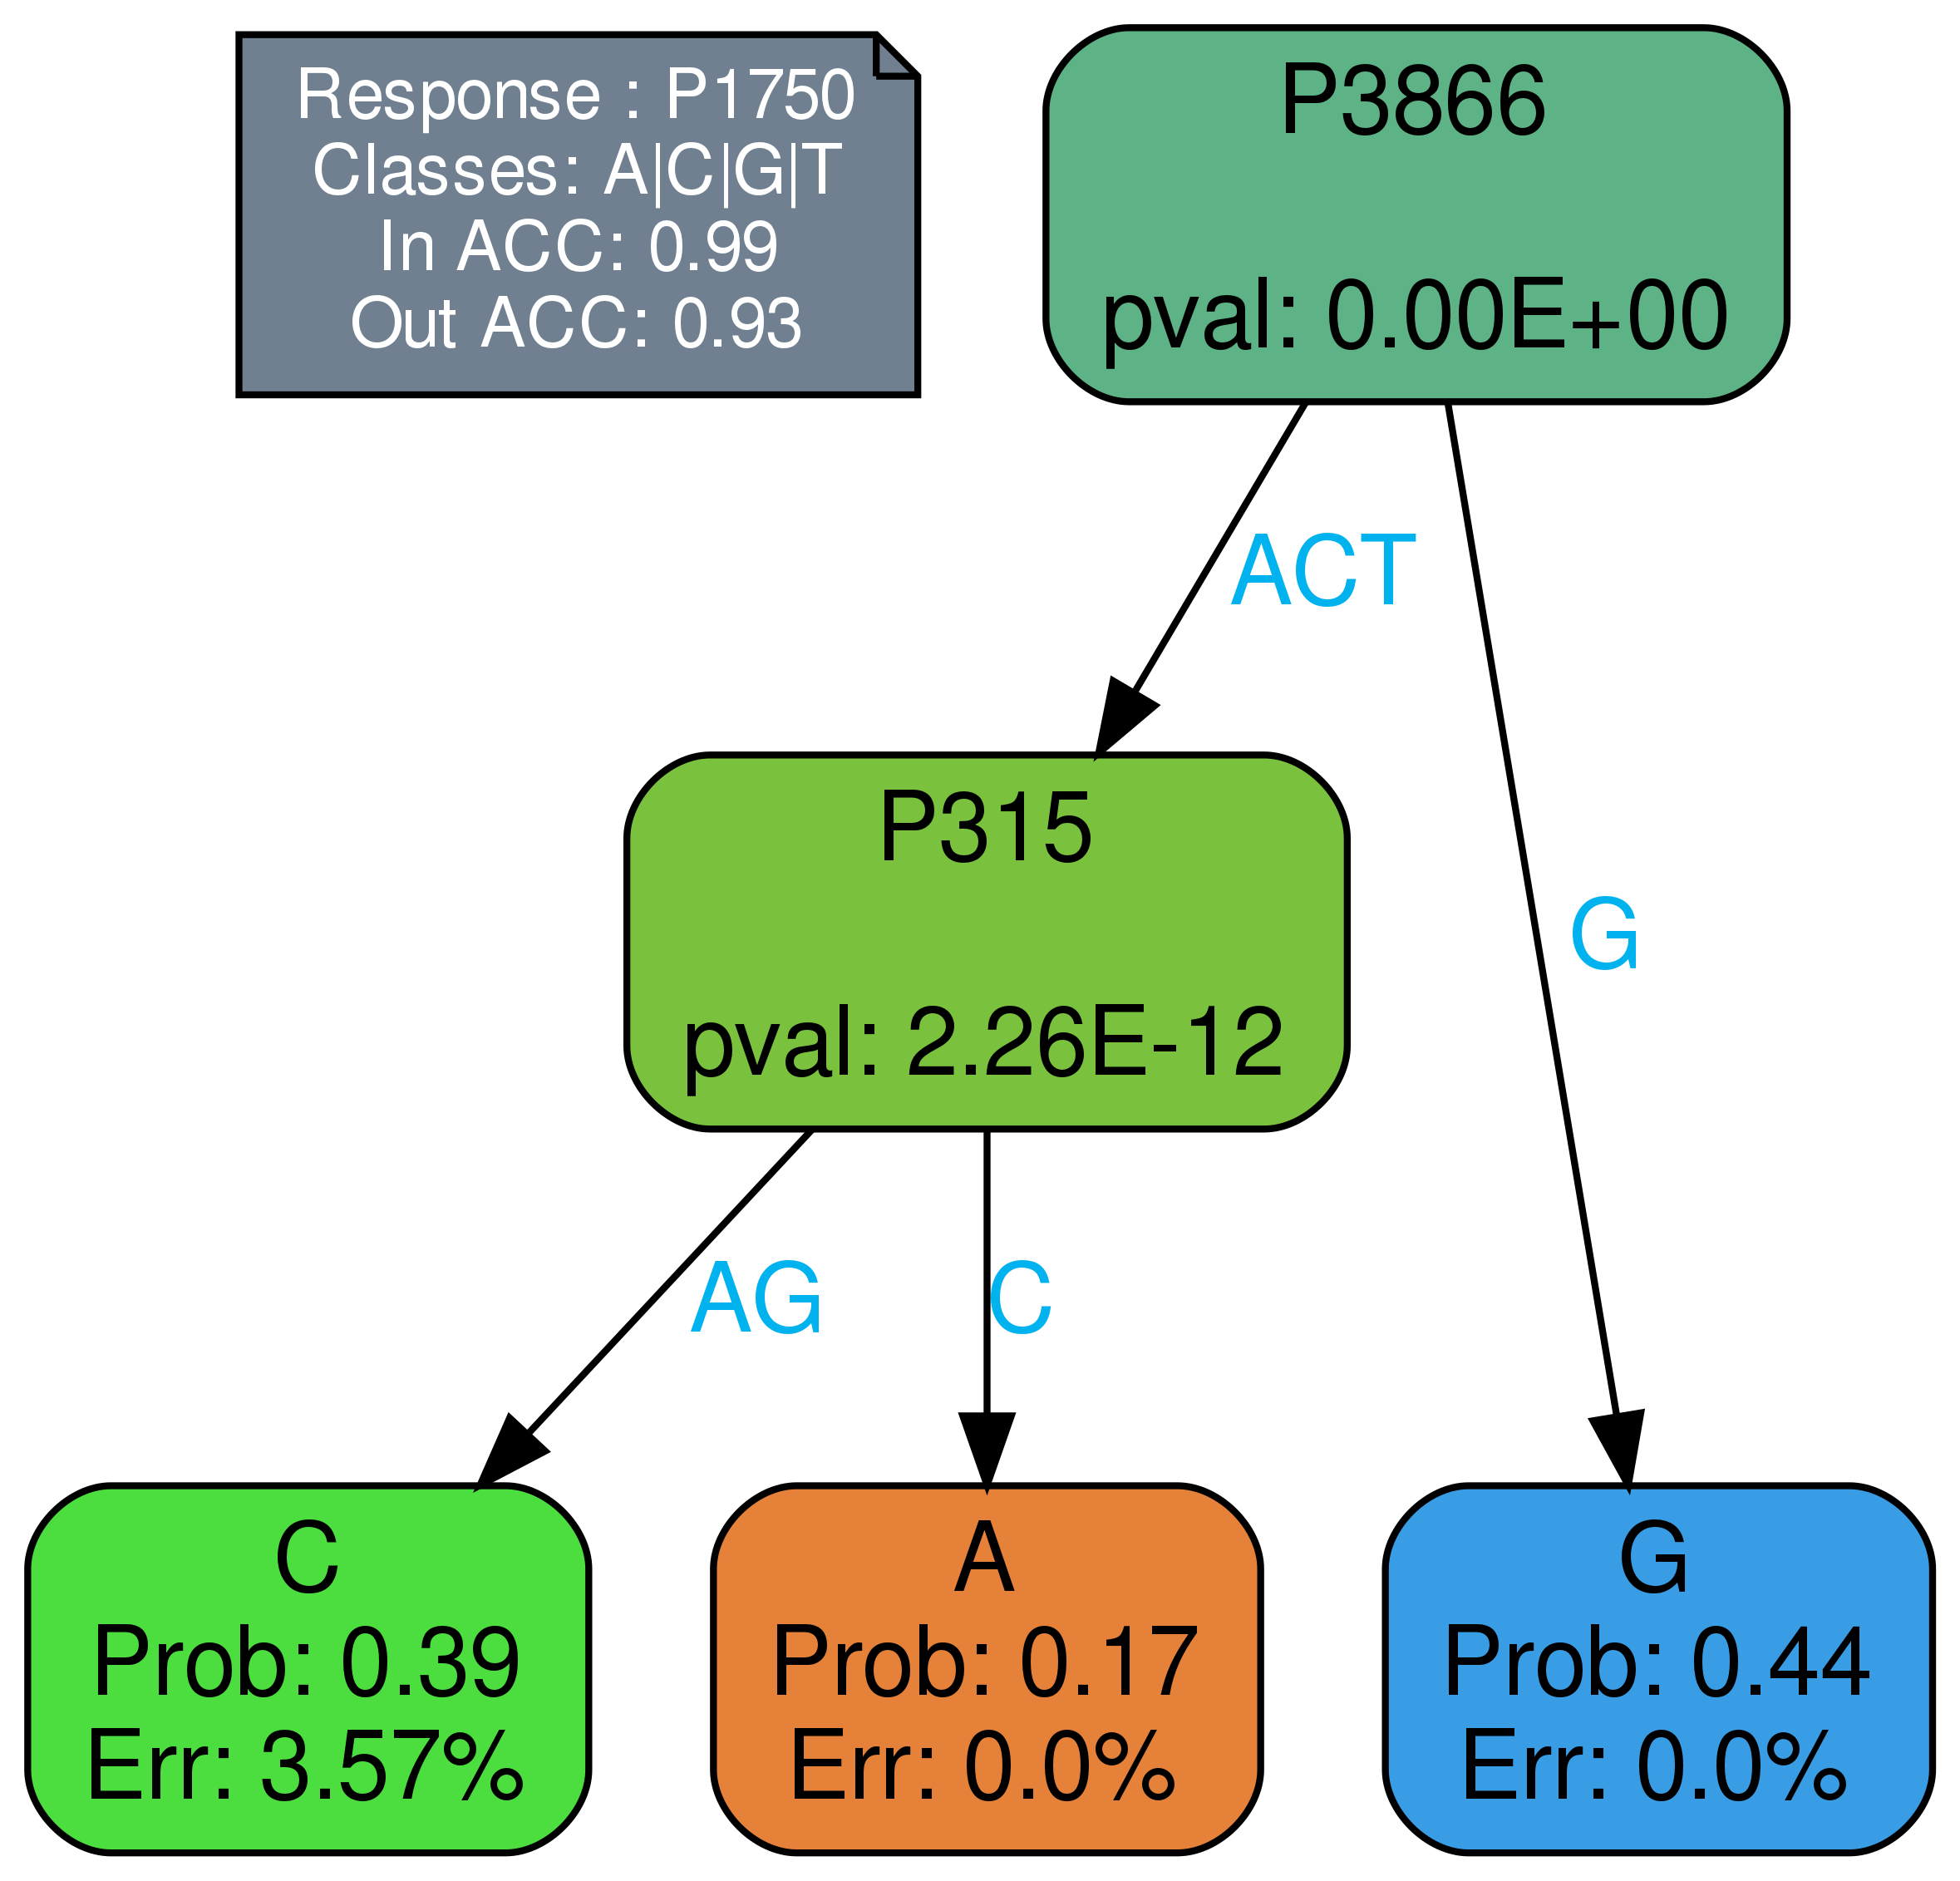 Response : P1750
Classes: A|C|G|T
In ACC: 0.99
Out ACC: 0.93
P3866
pval: 0.00E+00
ACT
G
P315
pval: 2.26E-12
AG
C
C
Prob: 0.39
Err: 3.57%
A
Prob: 0.17
Err: 0.0%
G
Prob: 0.44
Err: 0.0%